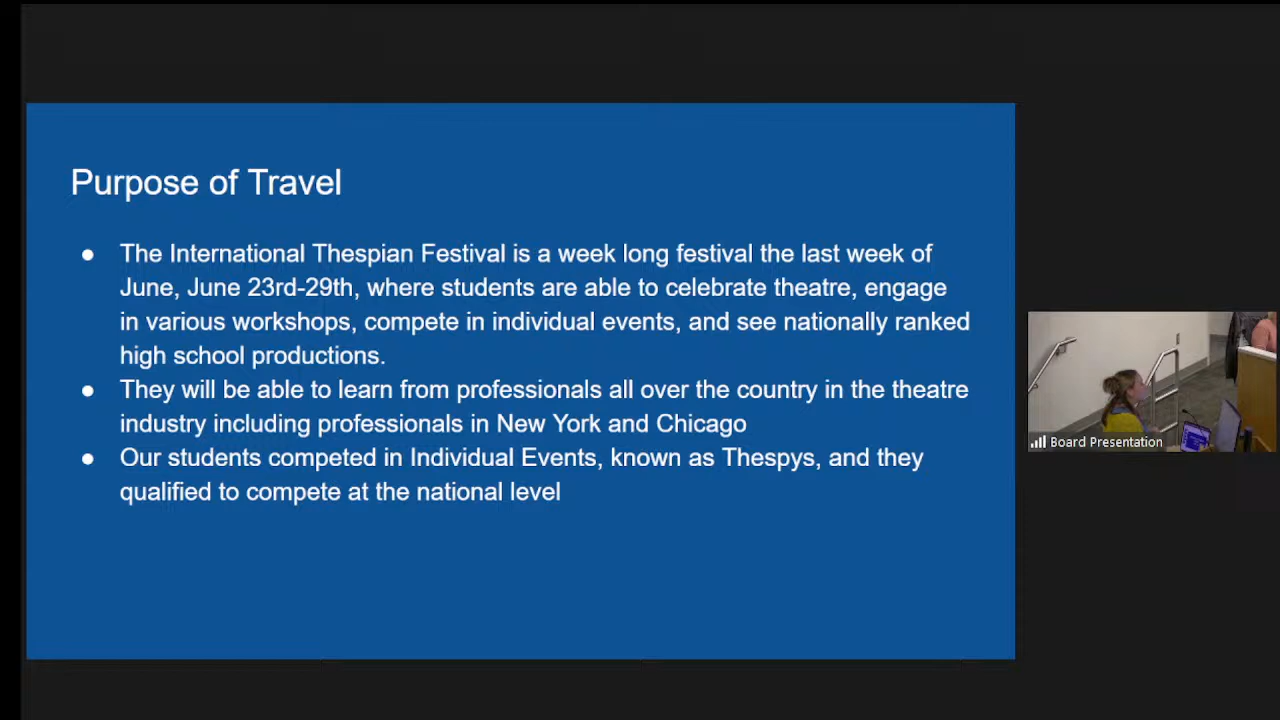 Purpose of Travel
● The International Thespian Festival is a week long festival the last week of
June, June 23rd-29th, where students are able to celebrate theatre, engage
in various workshops, compete in individual events, and see nationally ranked
high school productions.
● They will be able to learn from professionals all over the country in the theatre
industry including professionals in New York and Chicago
● Our students competed in Individual Events, known as Thespys, and they
qualified to compete at the national level
Board Presentation